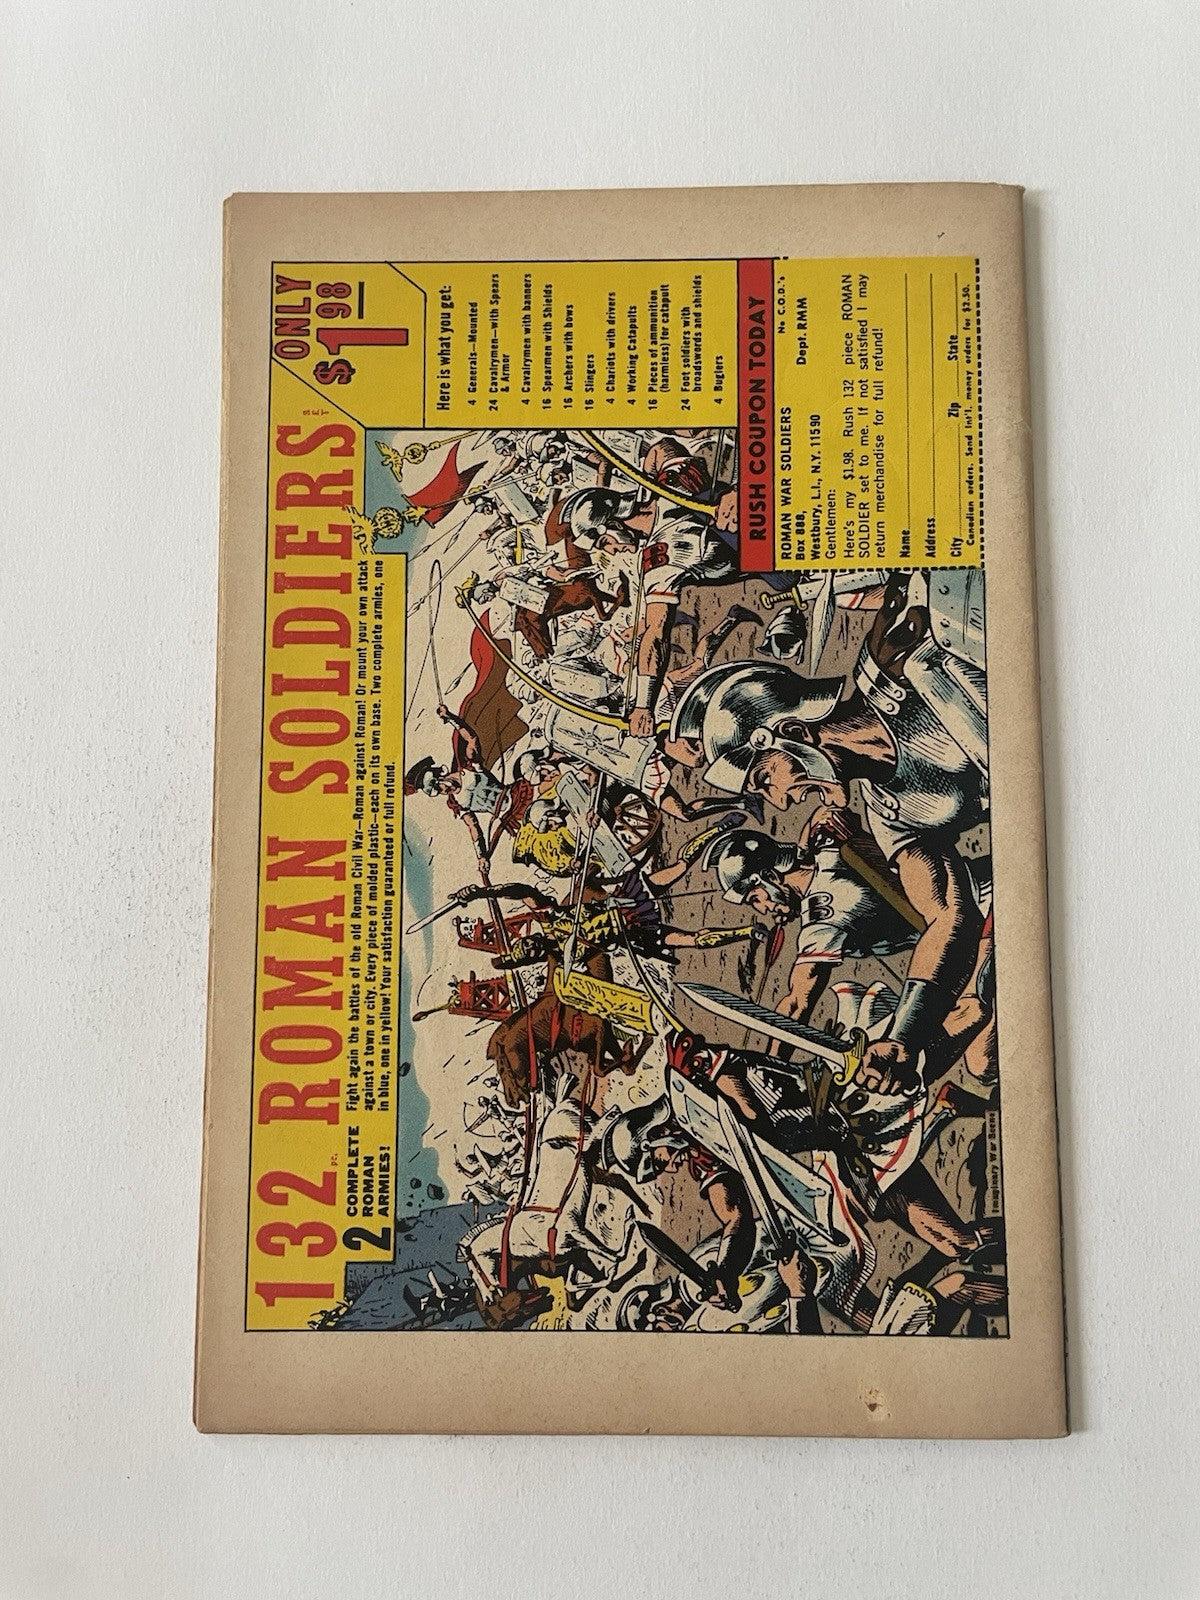 132 PC. ROMAN SOLDIERS SET
ONLY
$1.98
2 COMPLETE
ROMAN
ARMIES!
Fight again the battles of the old Roman Civil War—Roman against Roman! Or mount your own attack
against a town or city. Every piece of molded plastic—each on its own base. Two complete armies, one
in blue, one in yellow! Your satisfaction guaranteed or full refund.
Here is what you get:
4 Generals—Mounted
24 Cavalrymen—with Spears
& Armor
4 Cavalrymen with banners
16 Spearmen with Shields
16 Archers with bows
16 Slingers
4 Chariots with drivers
4 Working Catapults
16 Pieces of ammunition
(harmless) for catapult
24 Foot soldiers with
broadswords and shields
4 Buglers
RUSH COUPON TODAY
No C.O.D.'s
ROMAN WAR SOLDIERS
Box 888, Dept. RMM
Westbury, L.I., N.Y. 11590
Gentlemen:
Here's my $1.98. Rush 132 piece ROMAN
SOLDIER set to me. If not satisfied I may
return merchandise for full refund!
Name
Address
City Zip State
Canadian orders. Send Int'l. money orders for $2.50.
Imaginary War Scene